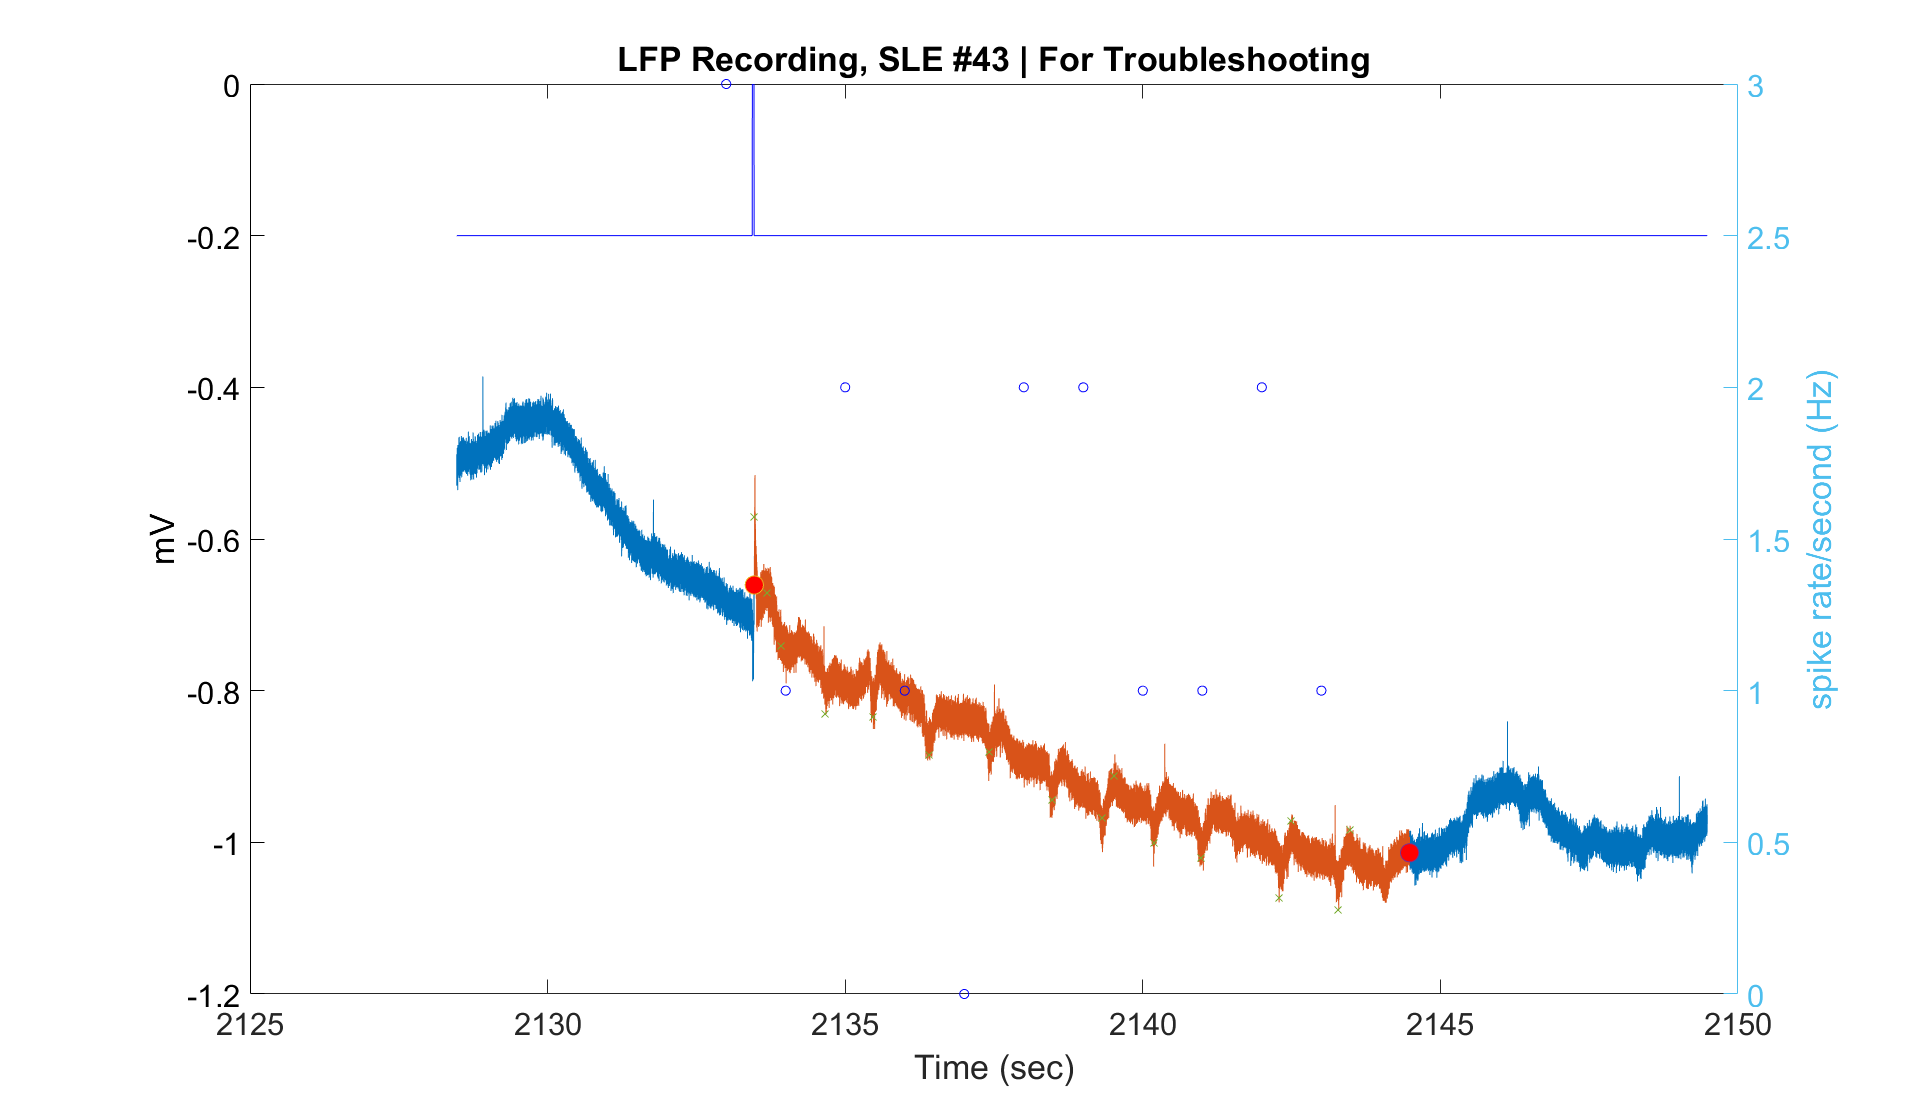 LFP Recording, SLE #43 | For Troubleshooting
0
-0.2
-0.4
-0.6
-0.8
-1
-1.2
mV
3
2.5
2
1.5
1
0.5
0
spike rate/second (Hz)
2125 2130 2135 2140 2145 2150
Time (sec)